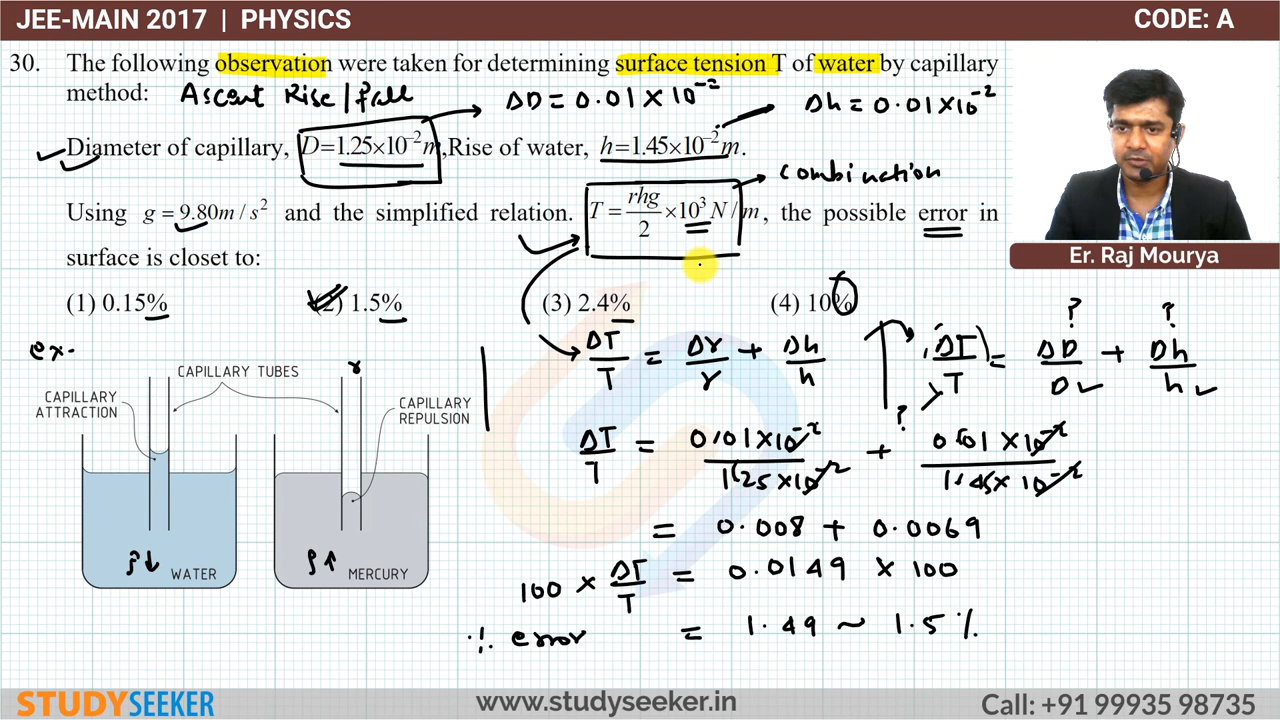 JEE-MAIN 2017 | PHYSICS
CODE: A
30. The following observation were taken for determining surface tension T of water by capillary
method: Ascent Rise/fall → ΔD = 0.01 × 10⁻² → Δh = 0.01×10⁻²
Diameter of capillary, D=1.25×10⁻²m, Rise of water, h=1.45×10⁻²m.
→ combination
Using g = 9.80m/s² and the simplified relation. T = rhg/2 ×10³ N/m, the possible error in
surface is closet to:
(1) 0.15% (2) 1.5% (3) 2.4% (4) 10%
Er. Raj Mourya
ex-
CAPILLARY TUBES
CAPILLARY ATTRACTION
r
CAPILLARY REPULSION
ρ↓ WATER
ρ↑ MERCURY
ΔT/T = Δr/r + Δh/h
ΔT/T = ΔD/D + Δh/h
? ? ?
ΔT/T = 0.01×10⁻²/1.25×10⁻² + 0.01×10⁻²/1.45×10⁻²
= 0.008 + 0.0069
100 × ΔT/T = 0.0149 × 100
∴ error = 1.49 ~ 1.5%
STUDYSEEKER
www.studyseeker.in
Call: +91 99935 98735